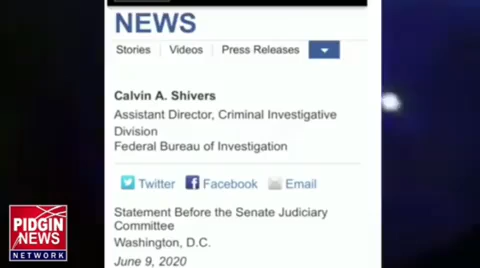 NEWS
Stories Videos Press Releases
Calvin A. Shivers
Assistant Director, Criminal Investigative
Division
Federal Bureau of Investigation
Twitter Facebook Email
Statement Before the Senate Judiciary
Committee
Washington, D.C.
June 9, 2020
PIDGIN
NEWS
NETWORK